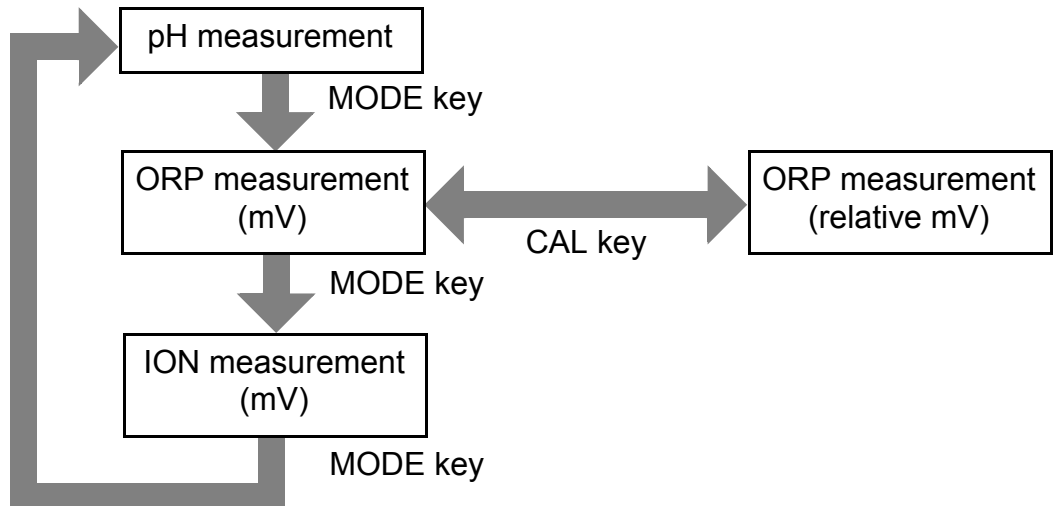 pH measurement
MODE key
ORP measurement
(mV)
CAL key
ORP measurement
(relative mV)
MODE key
ION measurement
(mV)
MODE key